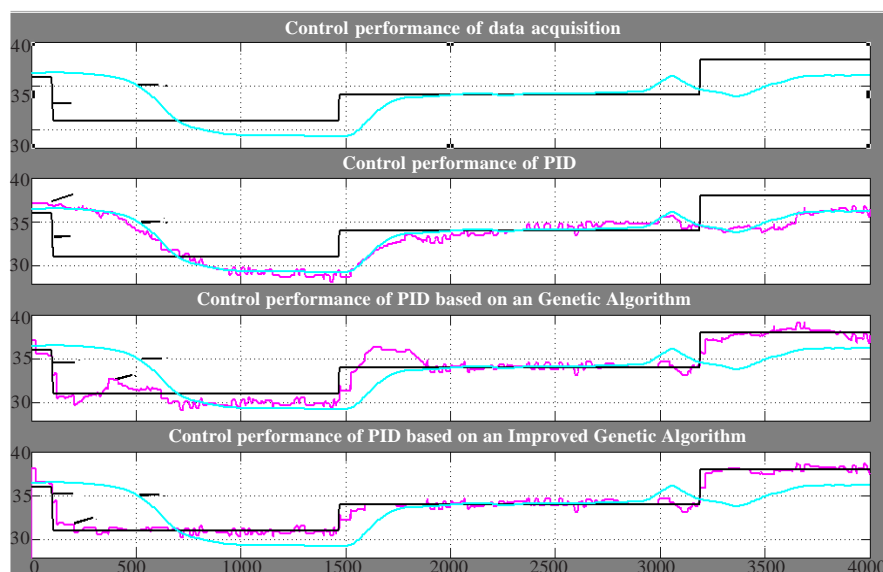 Control performance of data acquisition
40
35
30
Control performance of PID
40
35
30
Control performance of PID based on an Genetic Algorithm
40
35
30
Control performance of PID based on an Improved Genetic Algorithm
40
35
30
0 500 1000 1500 2000 2500 3000 3500 4000